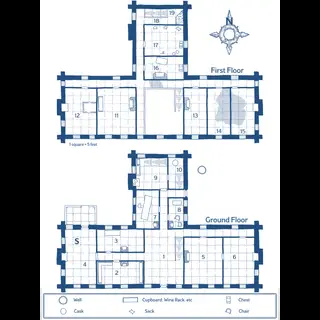 19
18
17
N
16
First Floor
12
11
13
14
15
1 square = 5 feet
9
10
8
7
Ground Floor
S
3
4
2
1
5
6
Well
Cupboard, Wine Rack, etc
Chest
Cask
Sack
Chair